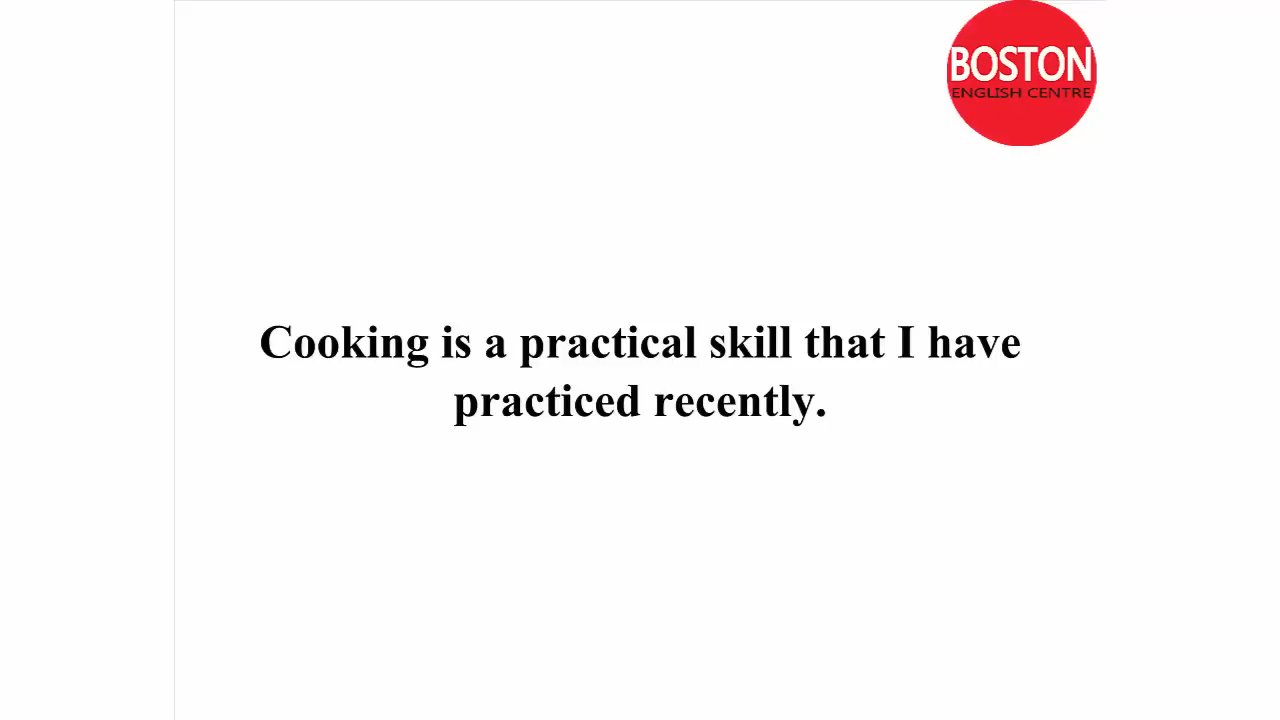 BOSTON
ENGLISH CENTRE
Cooking is a practical skill that I have
practiced recently.